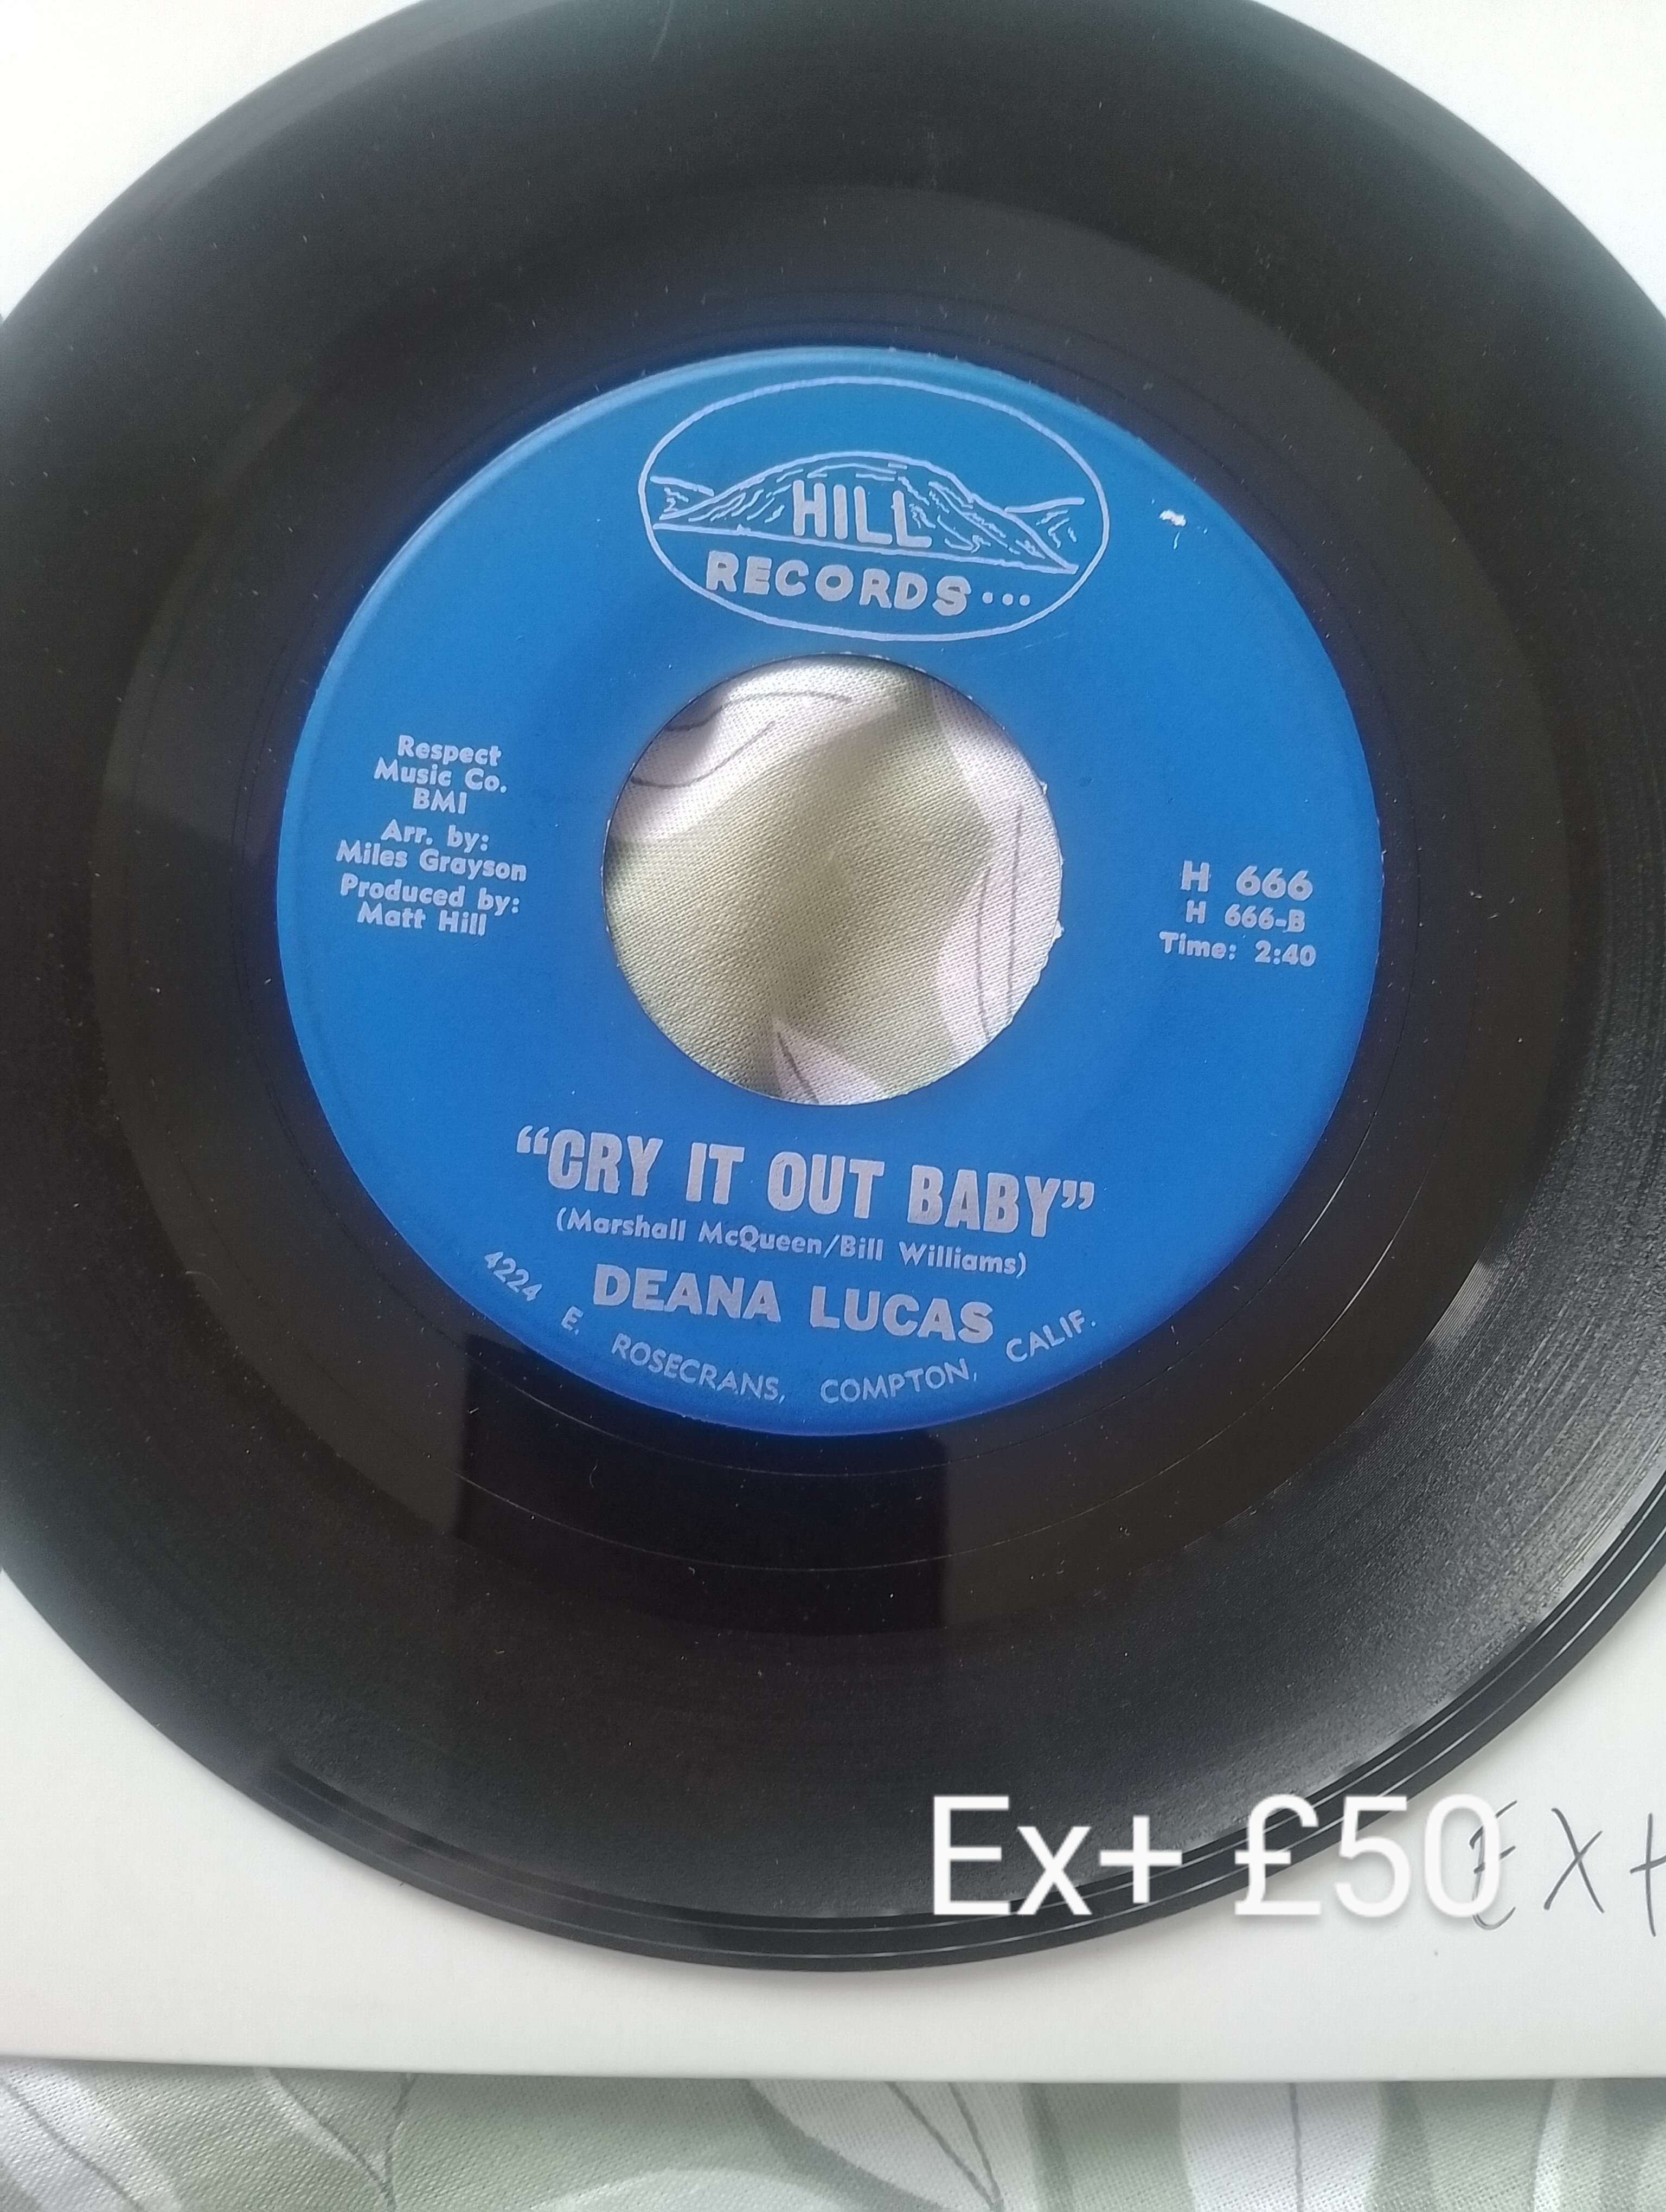 HILL
RECORDS...
Respect
Music Co.
BMI
Arr. by:
Miles Grayson
Produced by:
Matt Hill
H 666
H 666-B
Time: 2:40
“CRY IT OUT BABY”
(Marshall McQueen/Bill Williams)
DEANA LUCAS
4224 E. ROSECRANS, COMPTON, CALIF.
Ex+ £50
EX+